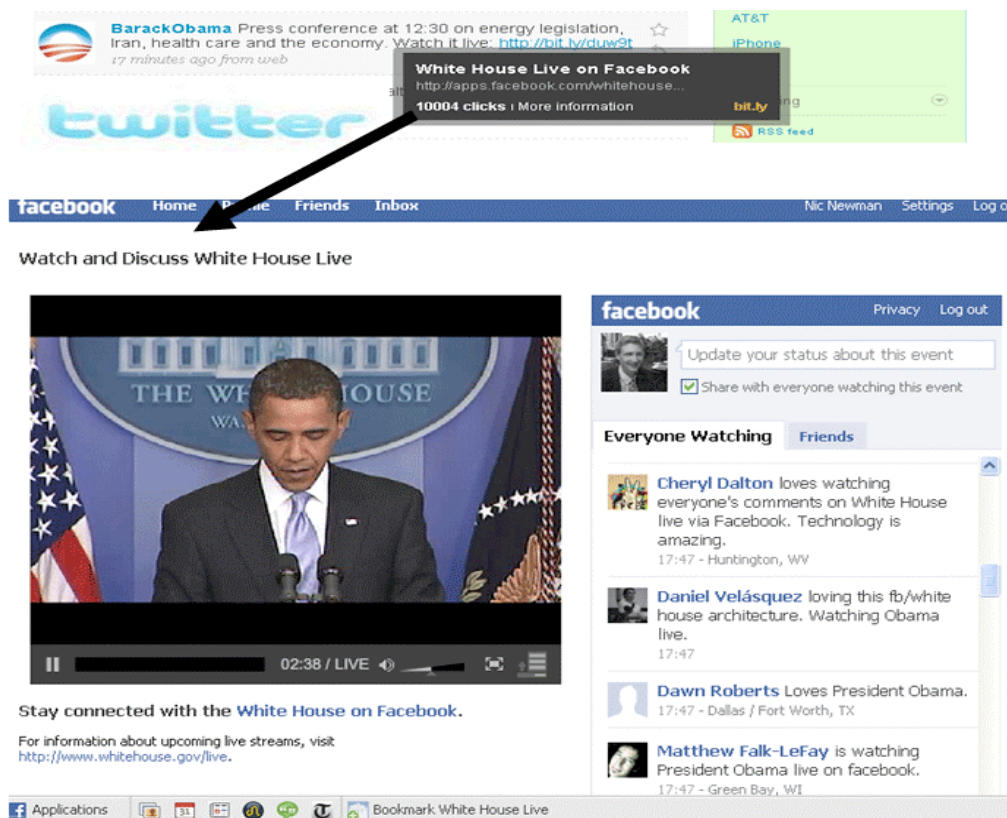 BarackObama Press conference at 12:30 on energy legislation,
Iran, health care and the economy. Watch it live: http://bit.ly/duw9t
17 minutes ago from web
AT&T
iPhone
White House Live on Facebook
http://apps.facebook.com/whitehouse...
10004 clicks | More information
bit.ly
RSS feed
twitter
facebook Home Profile Friends Inbox Nic Newman Settings Log o
Watch and Discuss White House Live
THE WH HOUSE
WA
02:38 / LIVE
Stay connected with the White House on Facebook.
For information about upcoming live streams, visit
http://www.whitehouse.gov/live.
facebook Privacy Log out
Update your status about this event
Share with everyone watching this event
Everyone Watching Friends
Cheryl Dalton loves watching
everyone's comments on White House
live via Facebook. Technology is
amazing.
17:47 - Huntington, WV
Daniel Velásquez loving this fb/white
house architecture. Watching Obama
live.
17:47
Dawn Roberts Loves President Obama.
17:47 - Dallas / Fort Worth, TX
Matthew Falk-LeFay is watching
President Obama live on facebook.
17:47 - Green Bay, WI
Applications 31 Bookmark White House Live